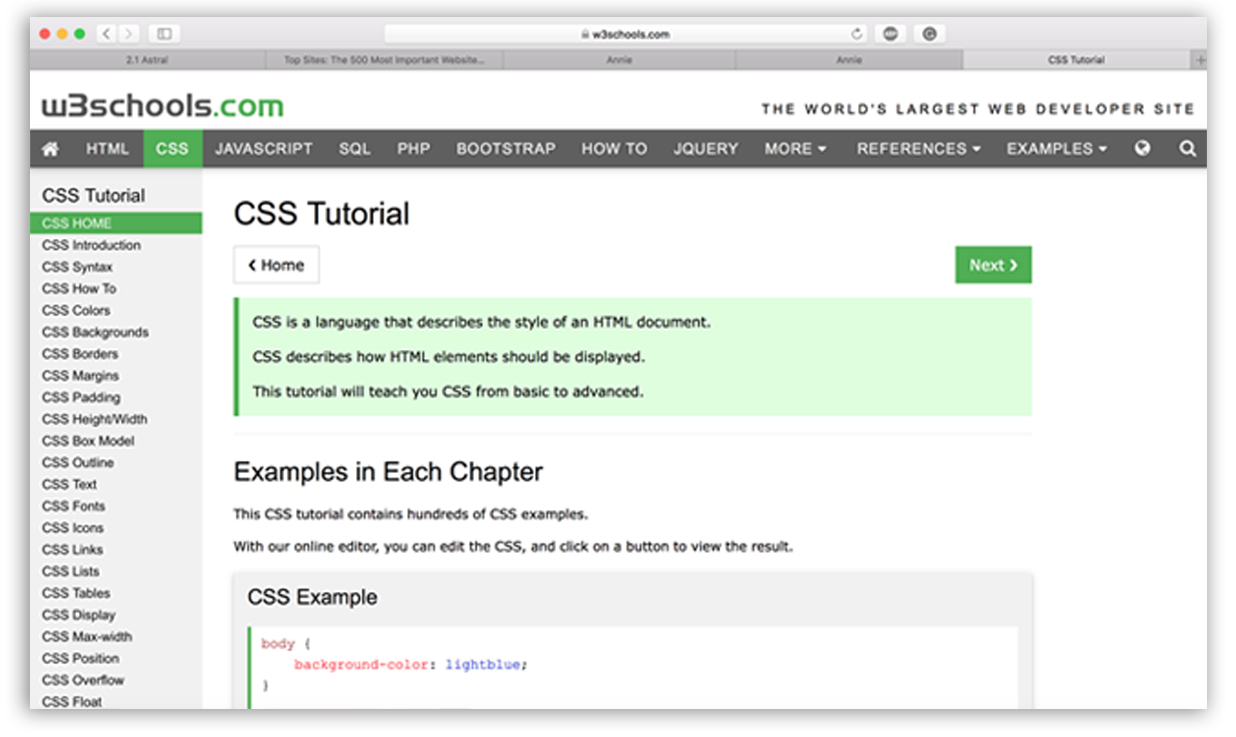 w3schools.com
2.1 Astral
Top Sites: The 500 Most Important Website...
Annie
Annie
CSS Tutorial
w3schools.com
THE WORLD'S LARGEST WEB DEVELOPER SITE
HTML CSS JAVASCRIPT SQL PHP BOOTSTRAP HOW TO JQUERY MORE REFERENCES EXAMPLES
CSS Tutorial
CSS HOME
CSS Introduction
CSS Syntax
CSS How To
CSS Colors
CSS Backgrounds
CSS Borders
CSS Margins
CSS Padding
CSS Height/Width
CSS Box Model
CSS Outline
CSS Text
CSS Fonts
CSS Icons
CSS Links
CSS Lists
CSS Tables
CSS Display
CSS Max-width
CSS Position
CSS Overflow
CSS Float
CSS Tutorial
❮ Home
Next ❯
CSS is a language that describes the style of an HTML document.
CSS describes how HTML elements should be displayed.
This tutorial will teach you CSS from basic to advanced.
Examples in Each Chapter
This CSS tutorial contains hundreds of CSS examples.
With our online editor, you can edit the CSS, and click on a button to view the result.
CSS Example
body {
    background-color: lightblue;
}